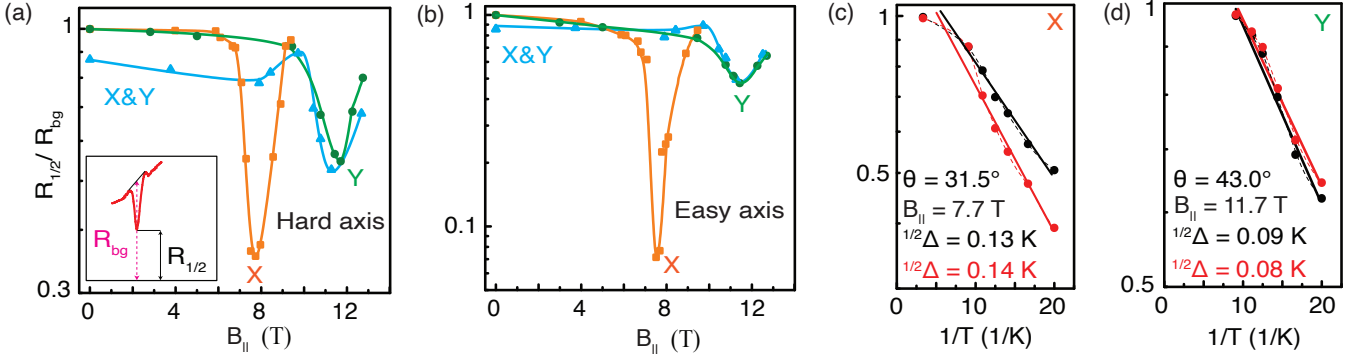 (a)
1
R1/2/ Rbg
0.3
X&Y
Y
X
Hard axis
Rbg
R1/2
0 4 8 12
B|| (T)
(b)
1
0.1
X&Y
Y
X
Easy axis
0 4 8 12
B|| (T)
(c)
1
0.5
X
θ = 31.5°
B|| = 7.7 T
1/2Δ = 0.13 K
1/2Δ = 0.14 K
0 10 20
1/T (1/K)
(d)
1
0.5
Y
θ = 43.0°
B|| = 11.7 T
1/2Δ = 0.09 K
1/2Δ = 0.08 K
0 10 20
1/T (1/K)